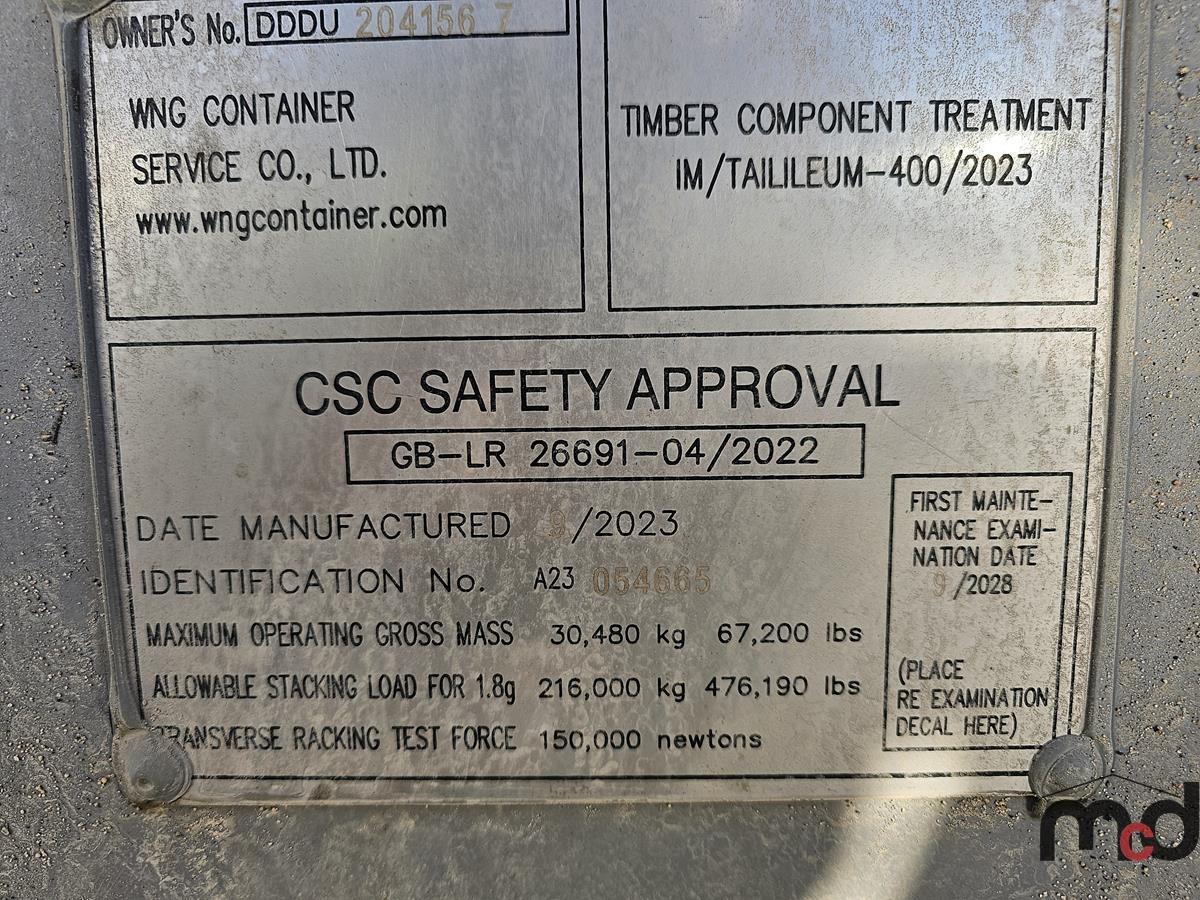 OWNER'S No. DDDU 204156 7
WNG CONTAINER
SERVICE CO., LTD.
www.wngcontainer.com
TIMBER COMPONENT TREATMENT
IM/TAILILEUM-400/2023
CSC SAFETY APPROVAL
GB-LR 26691-04/2022
DATE MANUFACTURED 9/2023
IDENTIFICATION No. A23 054665
MAXIMUM OPERATING GROSS MASS 30,480 kg 67,200 lbs
ALLOWABLE STACKING LOAD FOR 1.8g 216,000 kg 476,190 lbs
TRANSVERSE RACKING TEST FORCE 150,000 newtons
FIRST MAINTE-
NANCE EXAMI-
NATION DATE
9/2028
(PLACE
RE EXAMINATION
DECAL HERE)
mcd